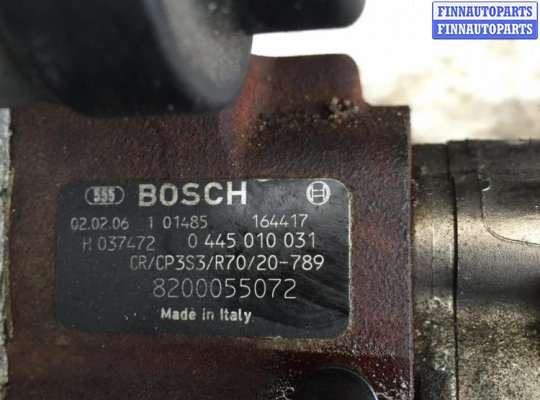 FINNAUTOPARTS
FINNAUTOPARTS
555 BOSCH
02.02.06 1 01485 164417
H 037472 0 445 010 031
CR/CP3S3/R70/20-789
8200055072
Made in Italy